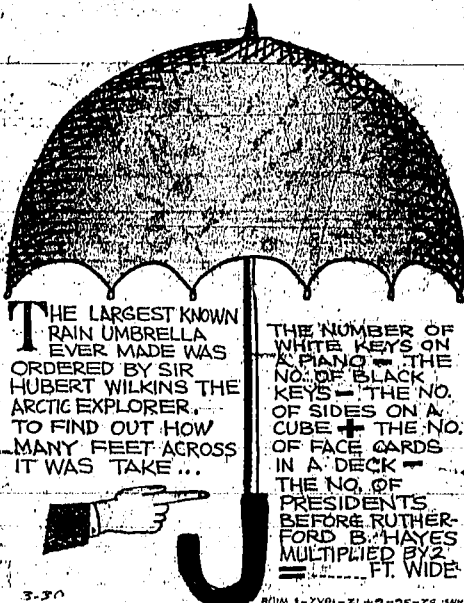 THE LARGEST KNOWN
RAIN UMBRELLA
EVER MADE WAS
ORDERED BY SIR
HUBERT WILKINS THE
ARCTIC EXPLORER.
TO FIND OUT HOW
MANY FEET ACROSS
IT WAS TAKE...
THE NUMBER OF
WHITE KEYS ON
A PIANO - THE
NO. OF BLACK
KEYS - THE NO.
OF SIDES ON A
CUBE + THE NO.
OF FACE CARDS
IN A DECK -
THE NO. OF
PRESIDENTS
BEFORE RUTHER-
FORD B. HAYES
MULTIPLIED BY 2
= ...... FT. WIDE
3-30